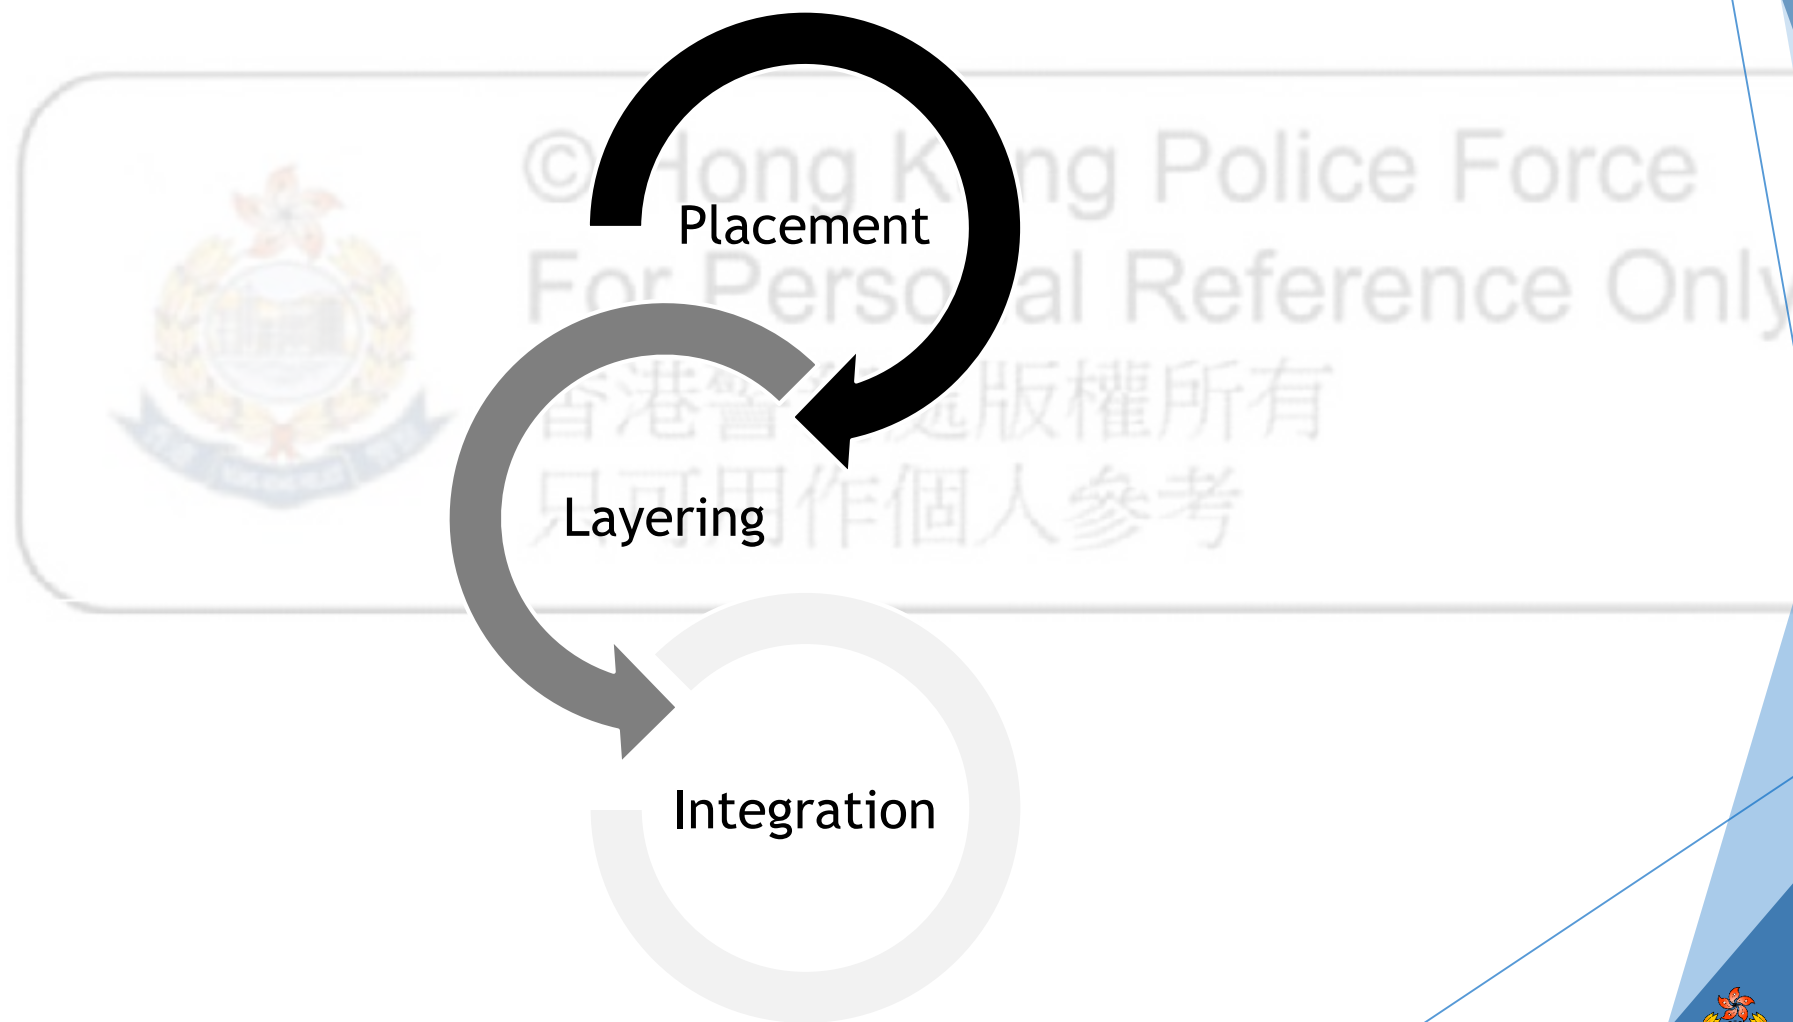 © Hong Kong Police Force
Placement
For Personal Reference Only
香港警務處版權所有
只可用作個人參考
Layering
Integration